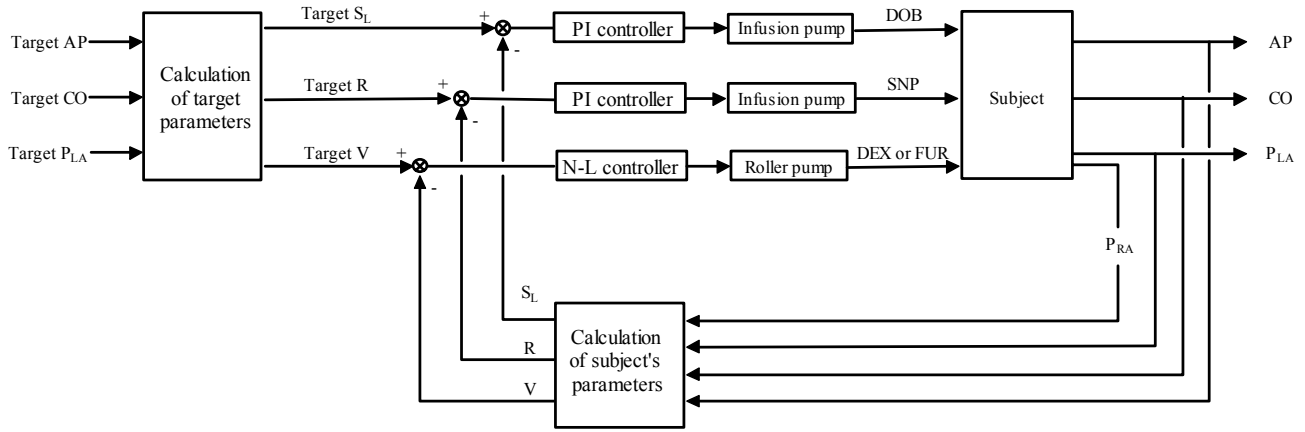 Target S_L
+
-
PI controller
Infusion pump
DOB
Target AP
AP
Calculation
of target
parameters
Target CO
Target R
+
-
PI controller
Infusion pump
SNP
Subject
CO
Target P_LA
Target V
+
-
N-L controller
Roller pump
DEX or FUR
P_LA
P_RA
S_L
R
V
Calculation
of subject's
parameters